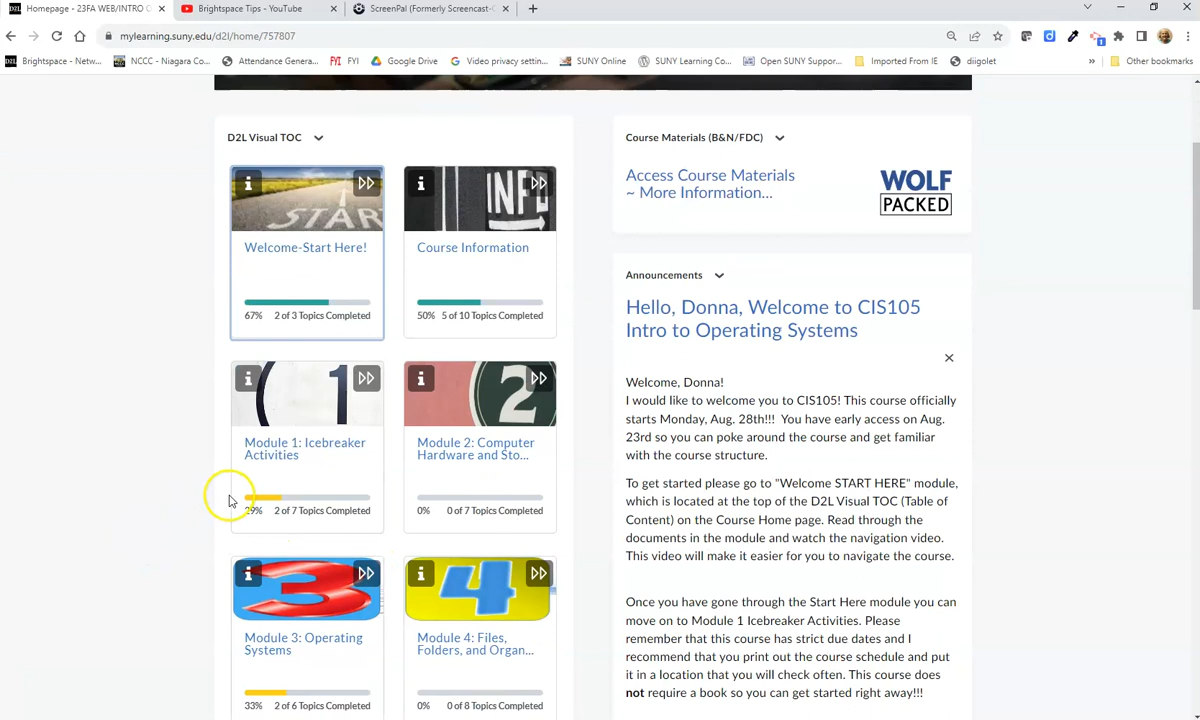 Homepage - 23FA WEB/INTRO O
Brightspace Tips - YouTube
ScreenPal (Formerly Screencast-O
mylearning.suny.edu/d2l/home/757807
Brightspace - Netw...
NCCC - Niagara Co...
Attendance Genera...
FYI
Google Drive
Video privacy settin...
SUNY Online
SUNY Learning Co...
Open SUNY Suppor...
Imported From IE
diigolet
Other bookmarks
D2L Visual TOC
START
Welcome-Start Here!
67% 2 of 3 Topics Completed
INFO
Course Information
50% 5 of 10 Topics Completed
1
Module 1: Icebreaker
Activities
29% 2 of 7 Topics Completed
2
Module 2: Computer
Hardware and Sto...
0% 0 of 7 Topics Completed
3
Module 3: Operating
Systems
33% 2 of 6 Topics Completed
4
Module 4: Files,
Folders, and Organ...
0% 0 of 8 Topics Completed
Course Materials (B&N/FDC)
Access Course Materials
~ More Information...
WOLF
PACKED
Announcements
Hello, Donna, Welcome to CIS105
Intro to Operating Systems
Welcome, Donna!
I would like to welcome you to CIS105! This course officially
starts Monday, Aug. 28th!!! You have early access on Aug.
23rd so you can poke around the course and get familiar
with the course structure.
To get started please go to "Welcome START HERE" module,
which is located at the top of the D2L Visual TOC (Table of
Content) on the Course Home page. Read through the
documents in the module and watch the navigation video.
This video will make it easier for you to navigate the course.
Once you have gone through the Start Here module you can
move on to Module 1 Icebreaker Activities. Please
remember that this course has strict due dates and I
recommend that you print out the course schedule and put
it in a location that you will check often. This course does
not require a book so you can get started right away!!!